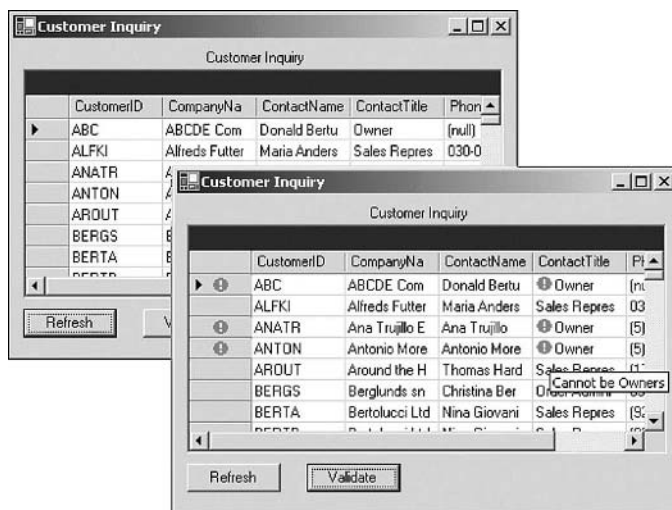 Customer Inquiry
Customer Inquiry
CustomerID CompanyNa ContactName ContactTitle Phon
ABC ABCDE Com Donald Bertu Owner (null)
ALFKI Alfreds Futter Maria Anders Sales Repres 030-0
ANATR
ANTON
AROUT
BERGS
BERTA
Refresh
Customer Inquiry
Customer Inquiry
CustomerID CompanyNa ContactName ContactTitle
ABC ABCDE Com Donald Bertu Owner
ALFKI Alfreds Futter Maria Anders Sales Repres 03
ANATR Ana Trujillo E Ana Trujillo Owner (5)
ANTON Antonio More Antonio More Owner (5)
AROUT Around the H Thomas Hard Sales Repres
Cannot be Owners
BERGS Berglunds sn Christina Ber
BERTA Bertolucci Ltd Nina Giovani Sales Repres
Refresh Validate